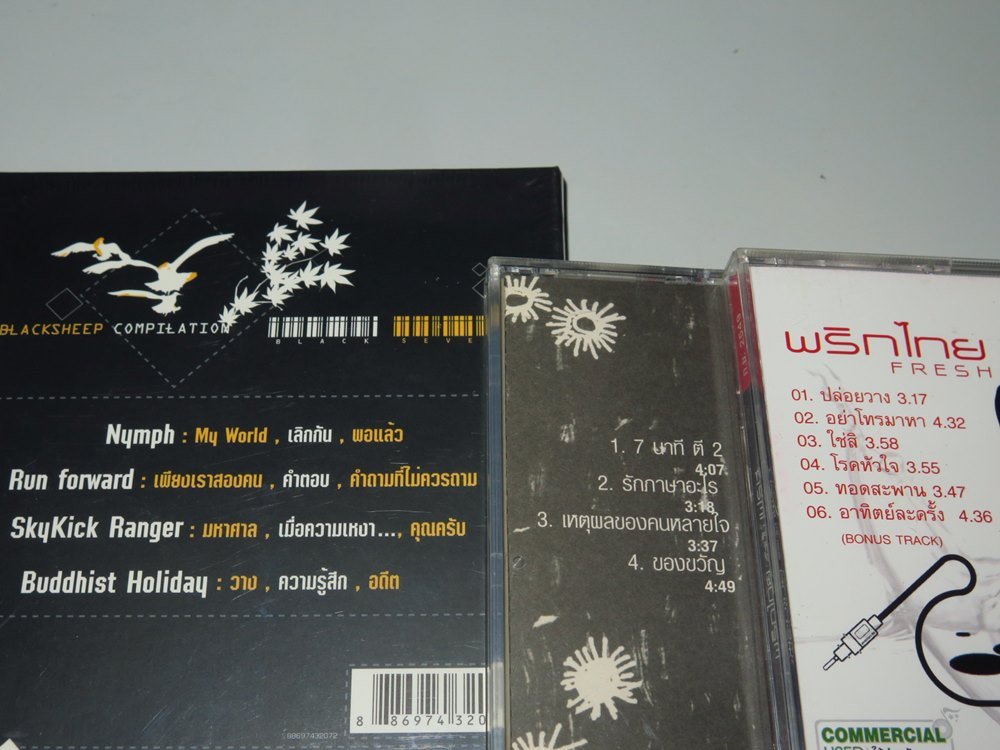 BLACKSHEEP COMPILATION
BLACK SEVE
Nymph : My World , เลิกกัน , พอแล้ว
Run forward : เพียงเราสองคน , คำตอบ , คำถามที่ไม่ควรถาม
SkyKick Ranger : มหาศาล , เมื่อความเหงา..., คุณครับ
Buddhist Holiday : วาง , ความรู้สึก , อดีต
8 86974 320
88697432072
1. 7 นาที ตี 2
4:07
2. รักภาษาอะไร
3:18
3. เหตุผลของคนหลายใจ
3:37
4. ของขวัญ
4:49
ก.ย. 2549
พริกไทย
FRESH
01. ปล่อยวาง 3.17
02. อย่าโทรมาหา 4.32
03. ใช่สิ 3.58
04. โรคหัวใจ 3.55
05. ทอดสะพาน 3.47
06. อาทิตย์ละครั้ง 4.36
(BONUS TRACK)
COMMERCIAL